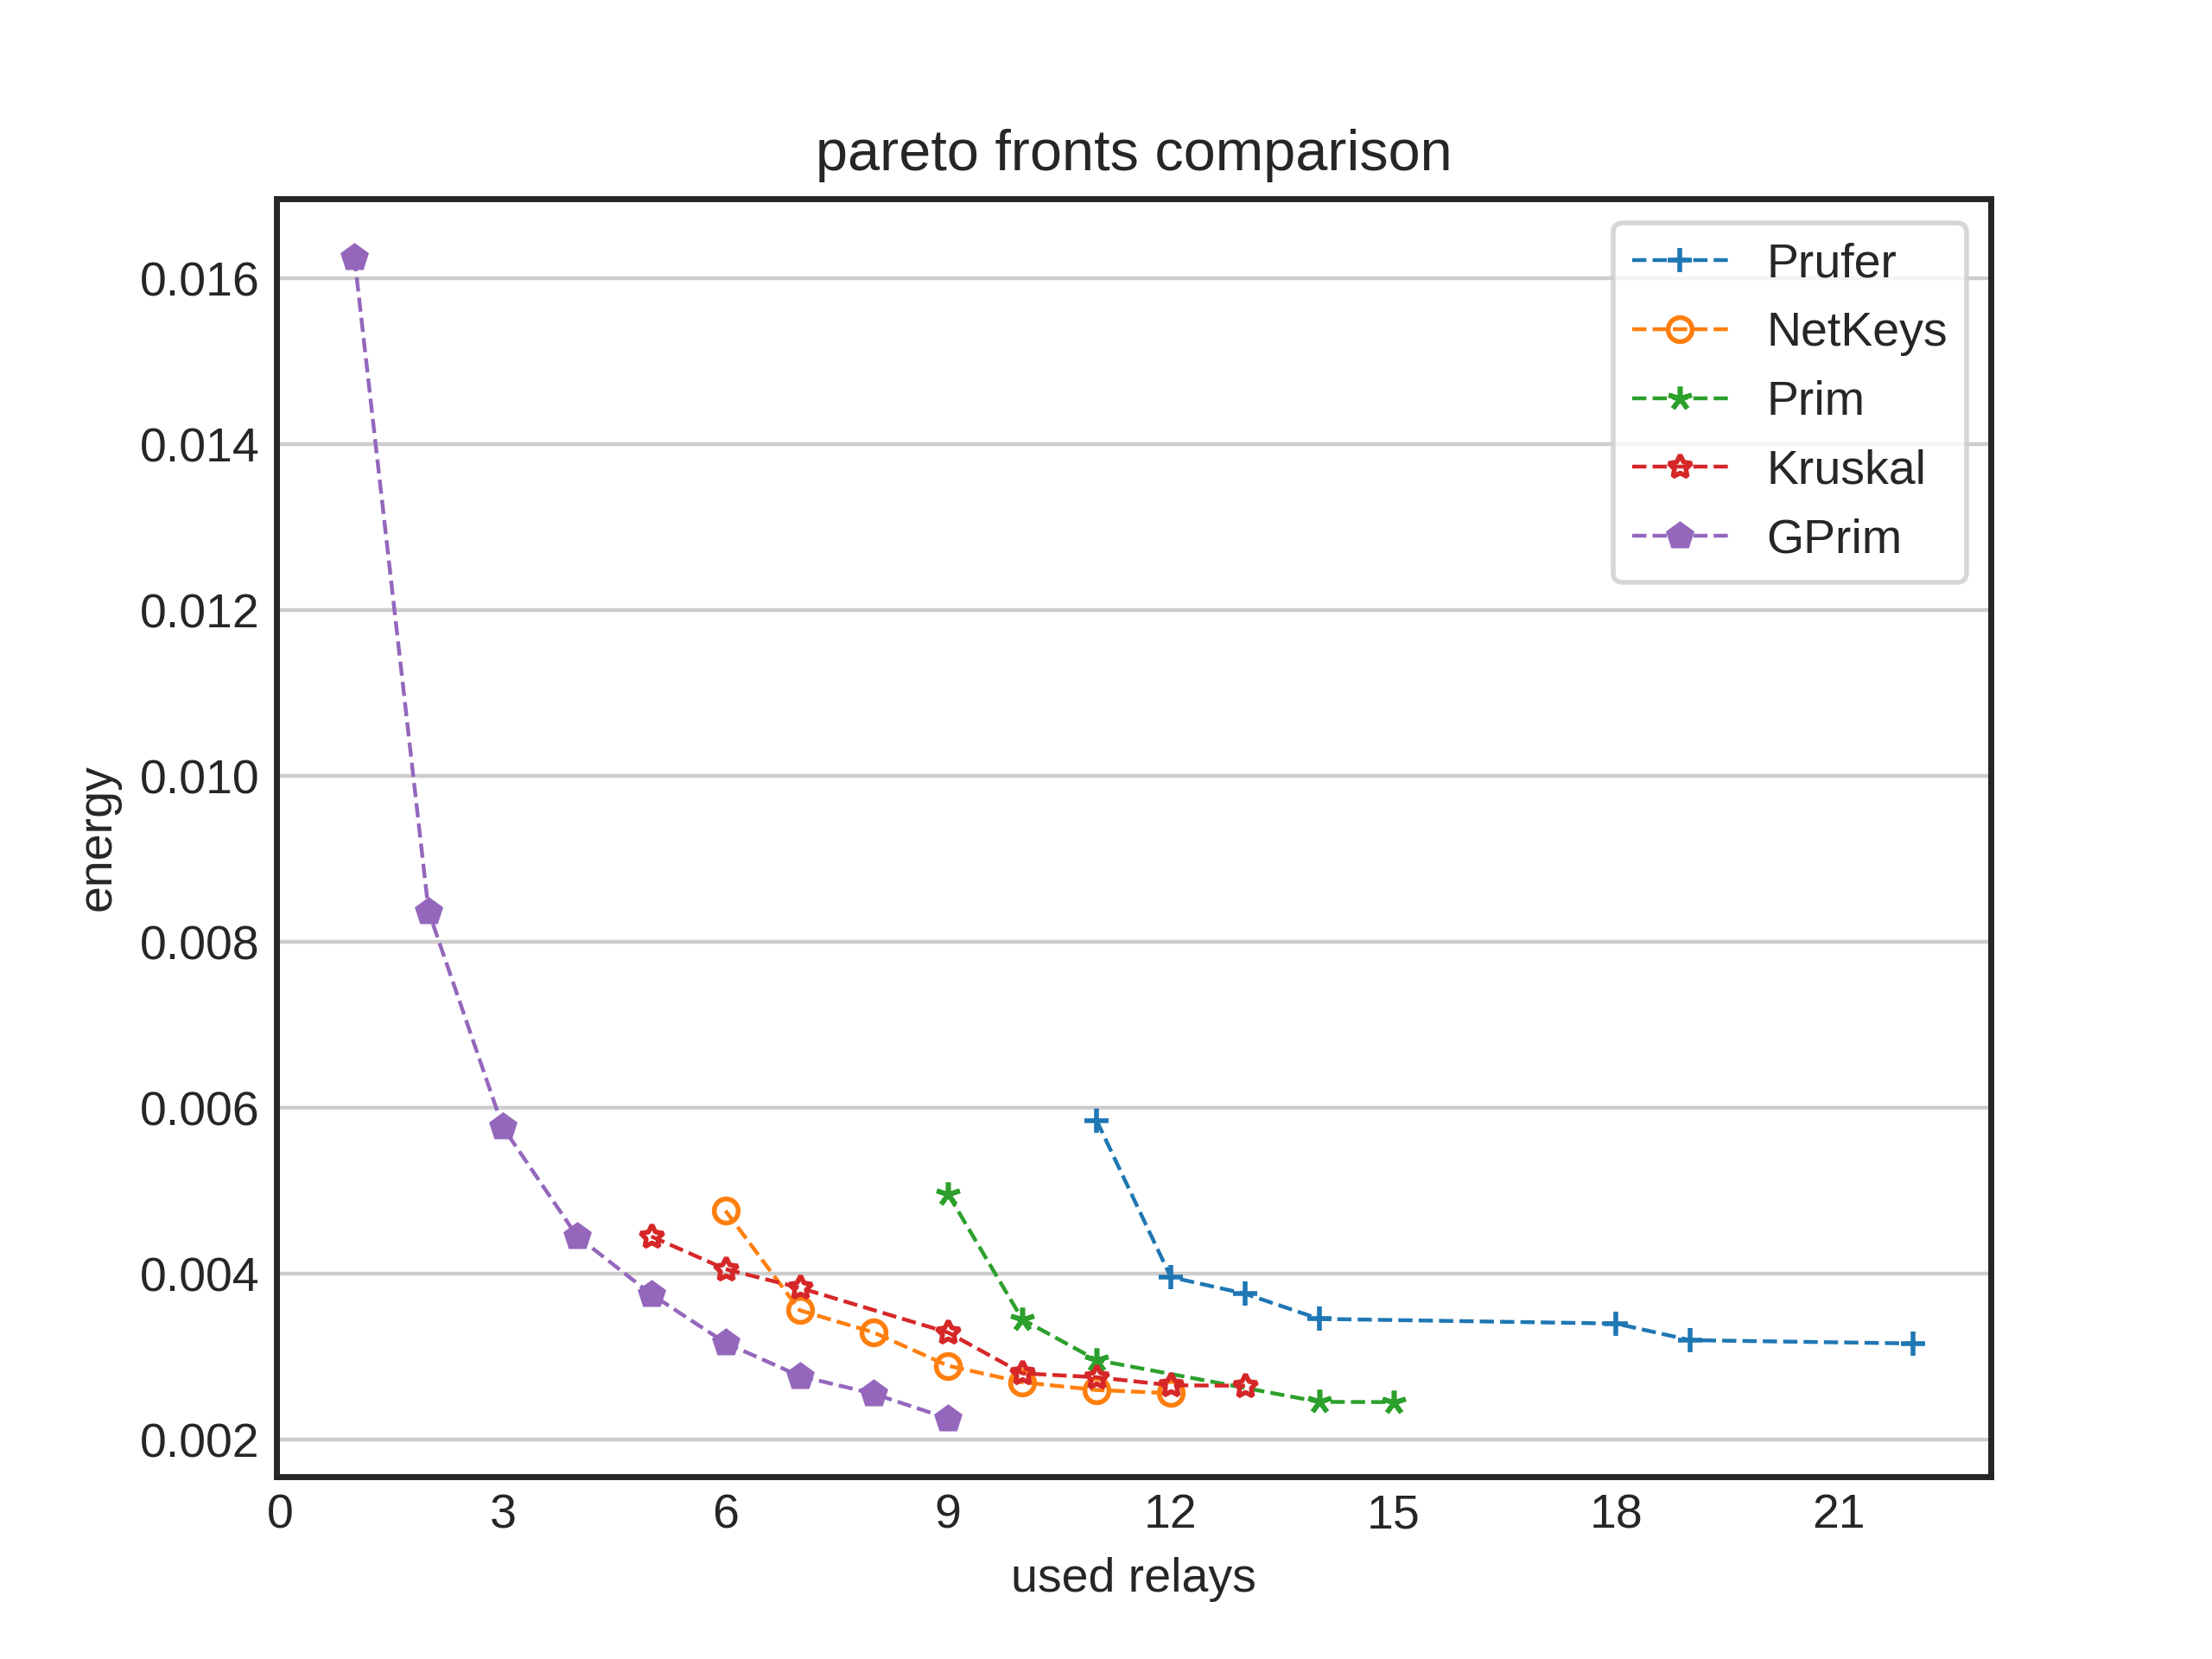 pareto fronts comparison
Prufer
NetKeys
Prim
Kruskal
GPrim
0.016
0.014
0.012
0.010
0.008
0.006
0.004
0.002
energy
0 3 6 9 12 15 18 21
used relays